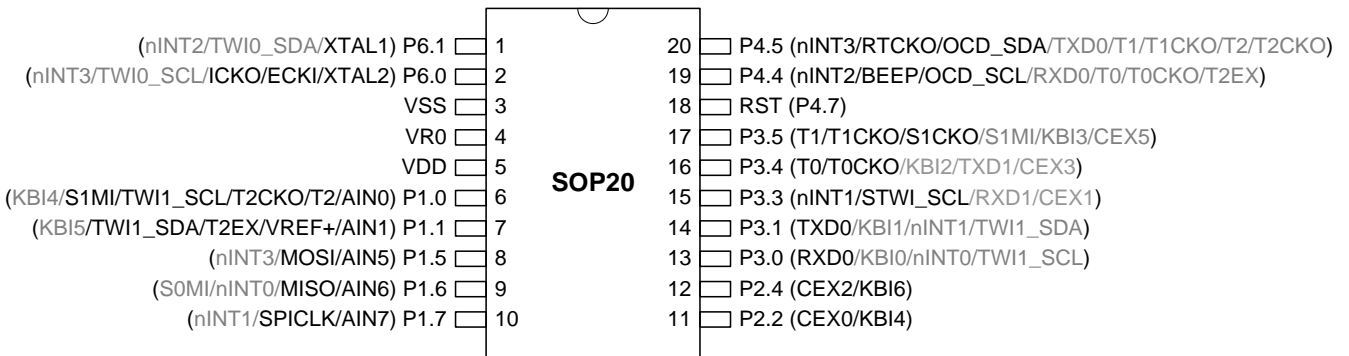 (nINT2/TWI0_SDA/XTAL1) P6.1 1 20 P4.5 (nINT3/RTCKO/OCD_SDA/TXD0/T1/T1CKO/T2/T2CKO)
(nINT3/TWI0_SCL/ICKO/ECKI/XTAL2) P6.0 2 19 P4.4 (nINT2/BEEP/OCD_SCL/RXD0/T0/T0CKO/T2EX)
VSS 3 18 RST (P4.7)
VR0 4 17 P3.5 (T1/T1CKO/S1CKO/S1MI/KBI3/CEX5)
VDD 5 16 P3.4 (T0/T0CKO/KBI2/TXD1/CEX3)
SOP20
(KBI4/S1MI/TWI1_SCL/T2CKO/T2/AIN0) P1.0 6 15 P3.3 (nINT1/STWI_SCL/RXD1/CEX1)
(KBI5/TWI1_SDA/T2EX/VREF+/AIN1) P1.1 7 14 P3.1 (TXD0/KBI1/nINT1/TWI1_SDA)
(nINT3/MOSI/AIN5) P1.5 8 13 P3.0 (RXD0/KBI0/nINT0/TWI1_SCL)
(S0MI/nINT0/MISO/AIN6) P1.6 9 12 P2.4 (CEX2/KBI6)
(nINT1/SPICLK/AIN7) P1.7 10 11 P2.2 (CEX0/KBI4)